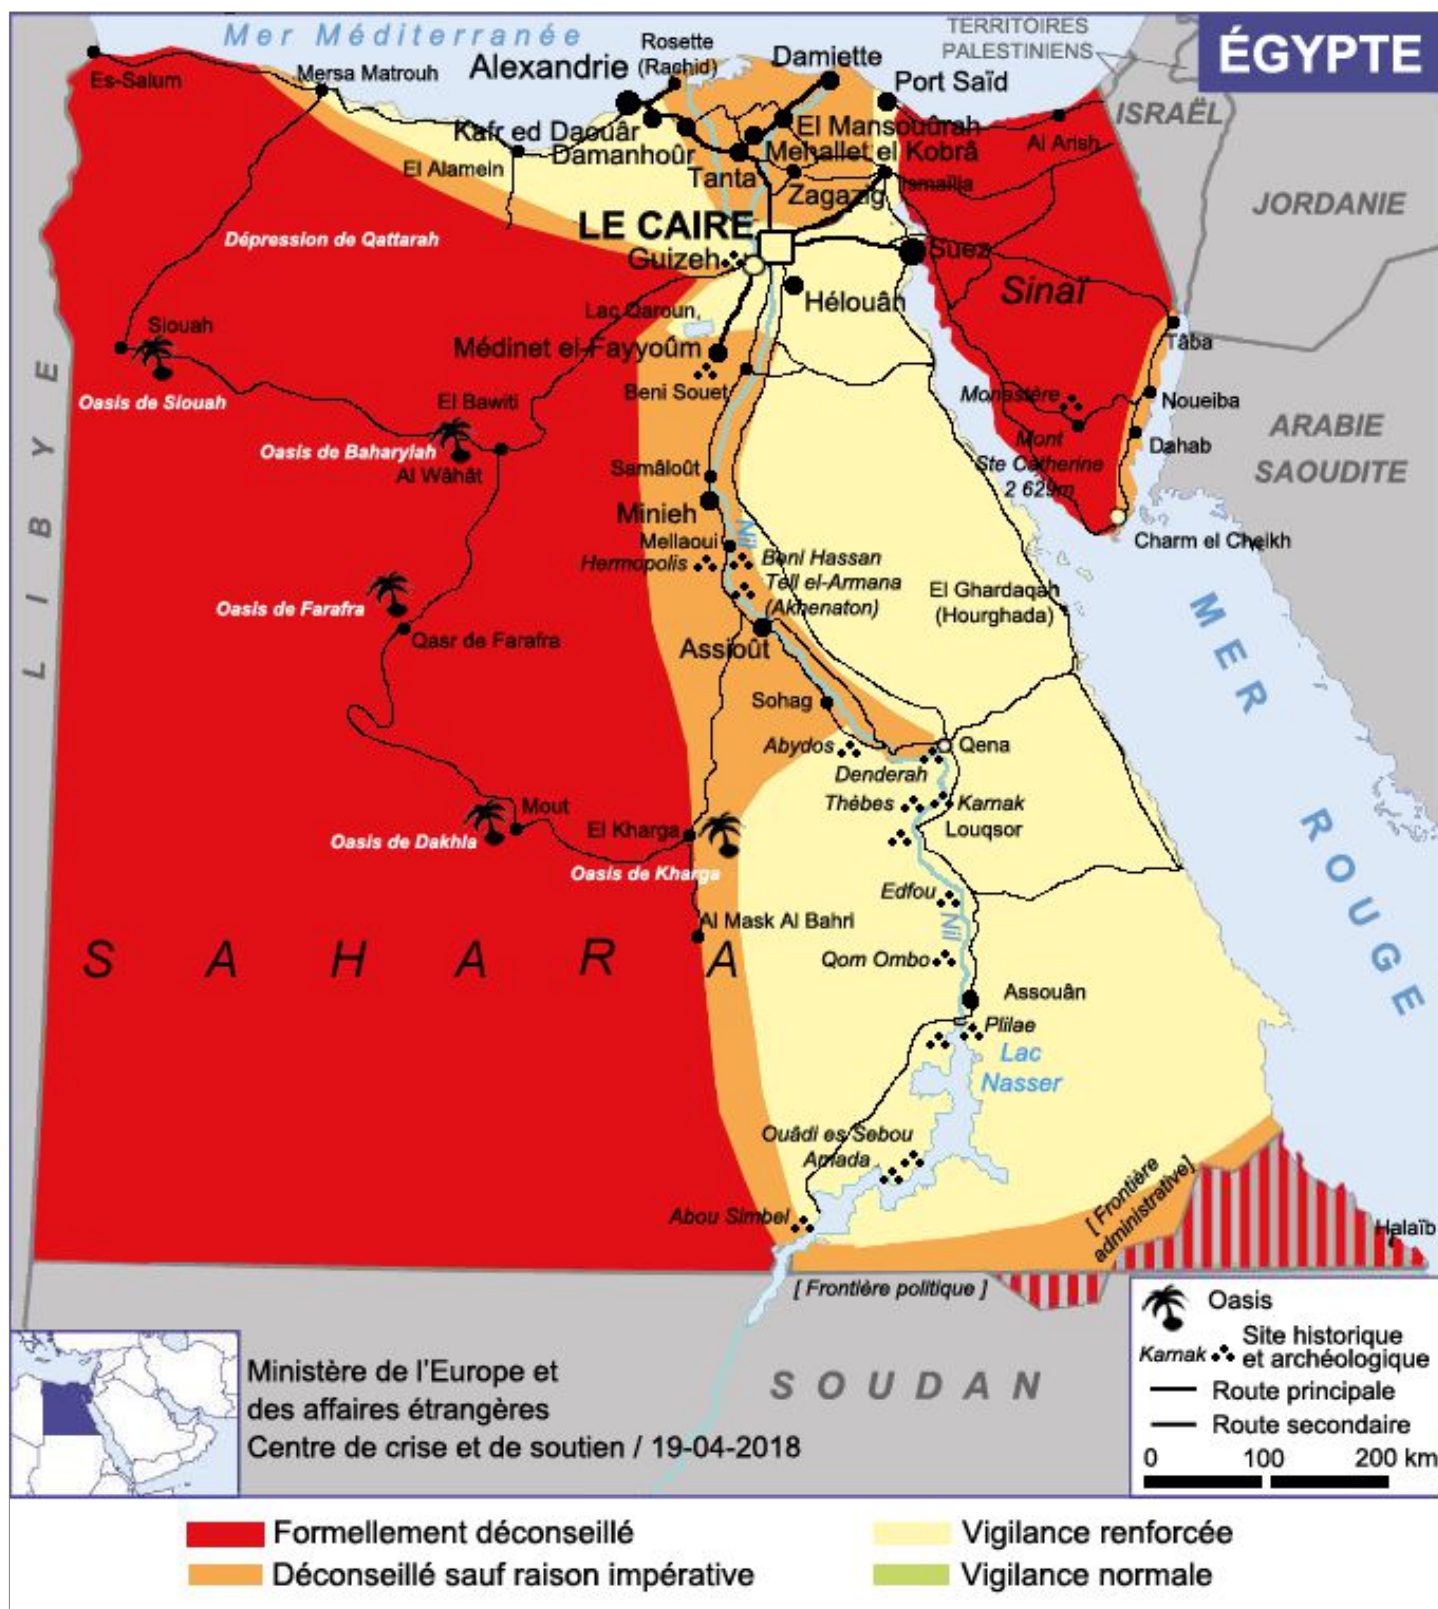 ÉGYPTE
Mer Méditerranée
TERRITOIRES
PALESTINIENS
Rosette
(Rachid)
Damiette
Alexandrie
Port Saïd
Es-Salum
Mersa Matrouh
ISRAËL
Kafr ed Daouâr
El Mansouûrah
Al Arish
Damanhoûr
Mehallet el Kobrâ
El Alamein
Tanta
Zagazig
Ismaïlia
JORDANIE
LE CAIRE
Dépression de Qattarah
Guizeh
Suez
Sinaï
Hélouân
Lac Qaroun
Siouah
Médinet el-Fayyoûm
Tâba
Oasis de Siouah
Beni Souet
El Bawiti
Monastère
Noueiba
Oasis de Baharyiah
Al Wâhât
Mont
Ste Catherine
2 629m
Dahab
ARABIE
SAOUDITE
LIBYE
Samâloût
Minieh
Nil
Mellaoui
Charm el Cheikh
Hermopolis
Beni Hassan
Tell el-Armana
(Akhenaton)
El Ghardaqah
(Hourghada)
Oasis de Farafra
Qasr de Farafra
Assioût
MER ROUGE
Sohag
Abydos
Qena
Denderah
Thèbes
Karnak
Louqsor
Mout
Oasis de Dakhla
El Kharga
Oasis de Kharga
Edfou
Nil
Al Mask Al Bahri
SAHARA
Qom Ombo
Assouân
Plilae
Lac
Nasser
Ouâdi es Sebou
Amada
Abou Simbel
[ Frontière
administrative]
Halaïb
[ Frontière politique ]
SOUDAN
Oasis
Karnak
Site historique
et archéologique
Route principale
Route secondaire
0 100 200 km
Ministère de l'Europe et
des affaires étrangères
Centre de crise et de soutien / 19-04-2018
Formellement déconseillé
Vigilance renforcée
Déconseillé sauf raison impérative
Vigilance normale